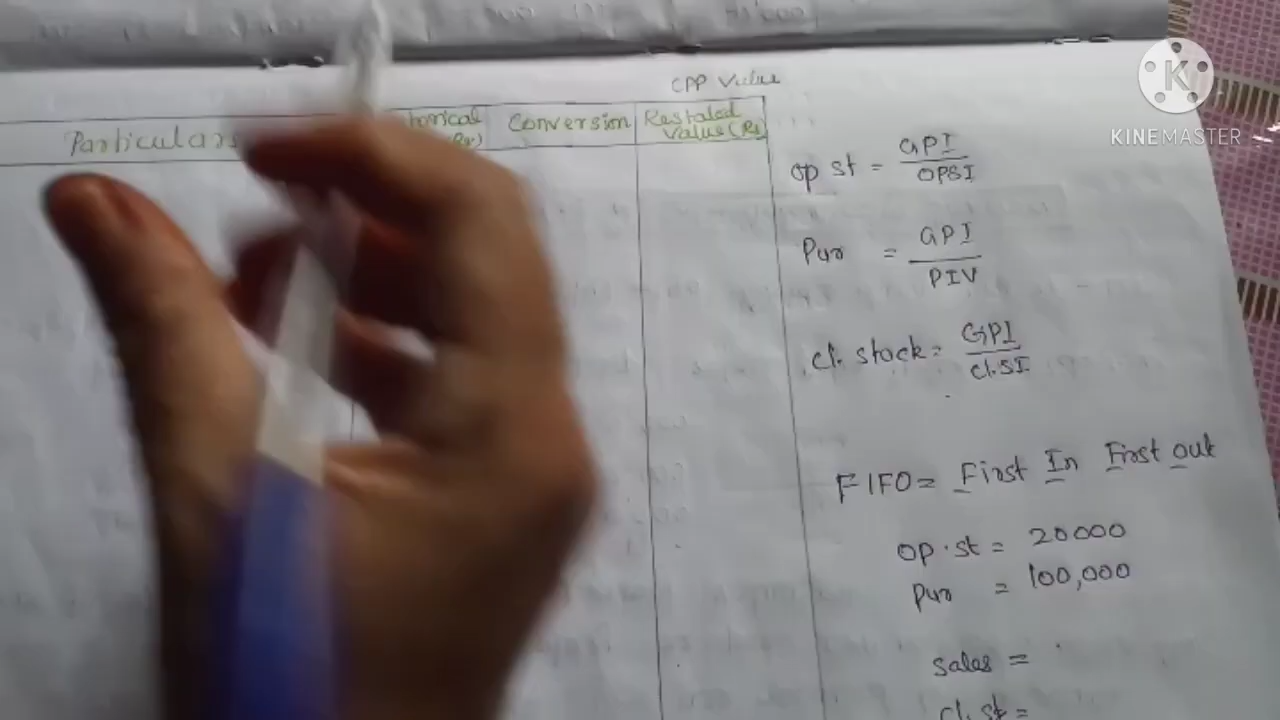 CPP Value
Particulars
Conversion
Restated
Value (Rs)
op st = GPI
OPSI
Pur = GPI
PIV
cl. stock = GPI
cl.SI
FIFO = First In First out
op.st = 20000
Pur = 100,000
sales =
cl.st =
KINEMASTER